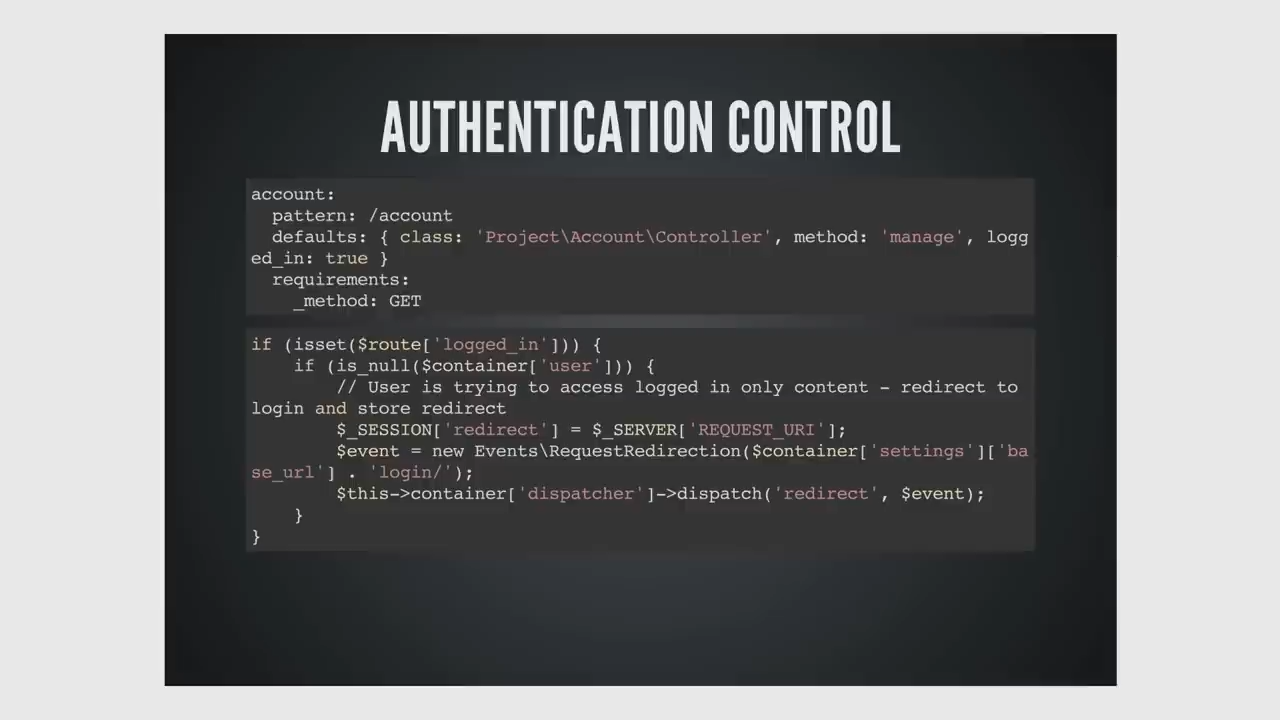 AUTHENTICATION CONTROL
account:
  pattern: /account
  defaults: { class: 'Project\Account\Controller', method: 'manage', logg
ed_in: true }
  requirements:
    _method: GET
if (isset($route['logged_in'])) {
    if (is_null($container['user'])) {
        // User is trying to access logged in only content – redirect to
login and store redirect
        $_SESSION['redirect'] = $_SERVER['REQUEST_URI'];
        $event = new Events\RequestRedirection($container['settings']['ba
se_url'] . 'login/');
        $this->container['dispatcher']->dispatch('redirect', $event);
    }
}